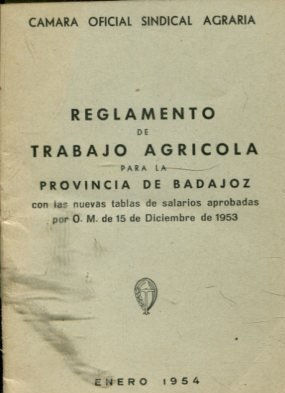 CAMARA OFICIAL SINDICAL AGRARIA
REGLAMENTO
DE
TRABAJO AGRICOLA
PARA LA
PROVINCIA DE BADAJOZ
con las nuevas tablas de salarios aprobadas
por O. M. de 15 de Diciembre de 1953
ENERO 1954